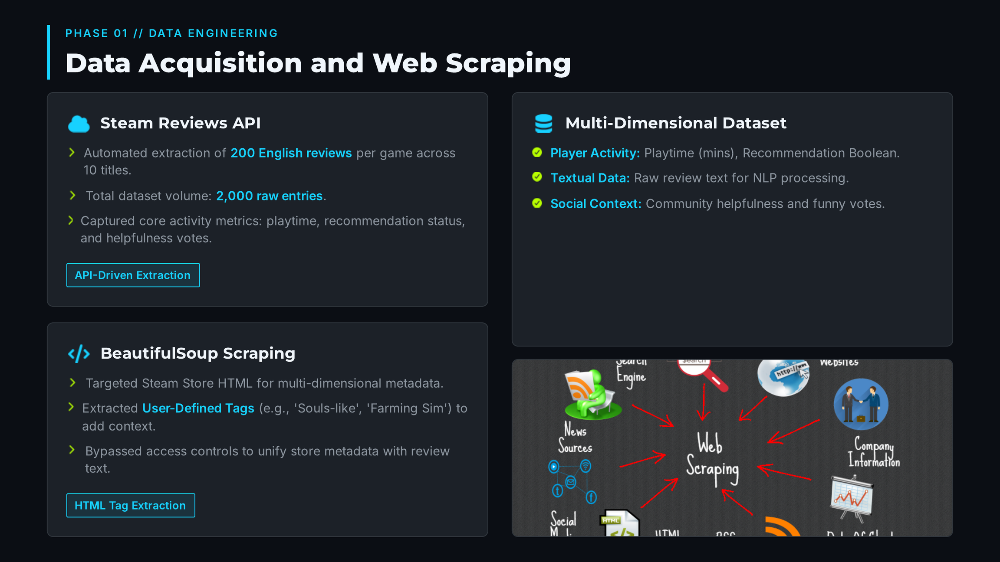 PHASE 01 // DATA ENGINEERING
Data Acquisition and Web Scraping
Steam Reviews API
Automated extraction of 200 English reviews per game across
10 titles.
Total dataset volume: 2,000 raw entries.
Captured core activity metrics: playtime, recommendation status,
and helpfulness votes.
API-Driven Extraction
BeautifulSoup Scraping
Targeted Steam Store HTML for multi-dimensional metadata.
Extracted User-Defined Tags (e.g., 'Souls-like', 'Farming Sim') to
add context.
Bypassed access controls to unify store metadata with review
text.
HTML Tag Extraction
Multi-Dimensional Dataset
Player Activity: Playtime (mins), Recommendation Boolean.
Textual Data: Raw review text for NLP processing.
Social Context: Community helpfulness and funny votes.
Search
Engine
Search
http://www
Websites
News
Sources
Web
Scraping
Company
Information
Social
HTML
HTML
RSS